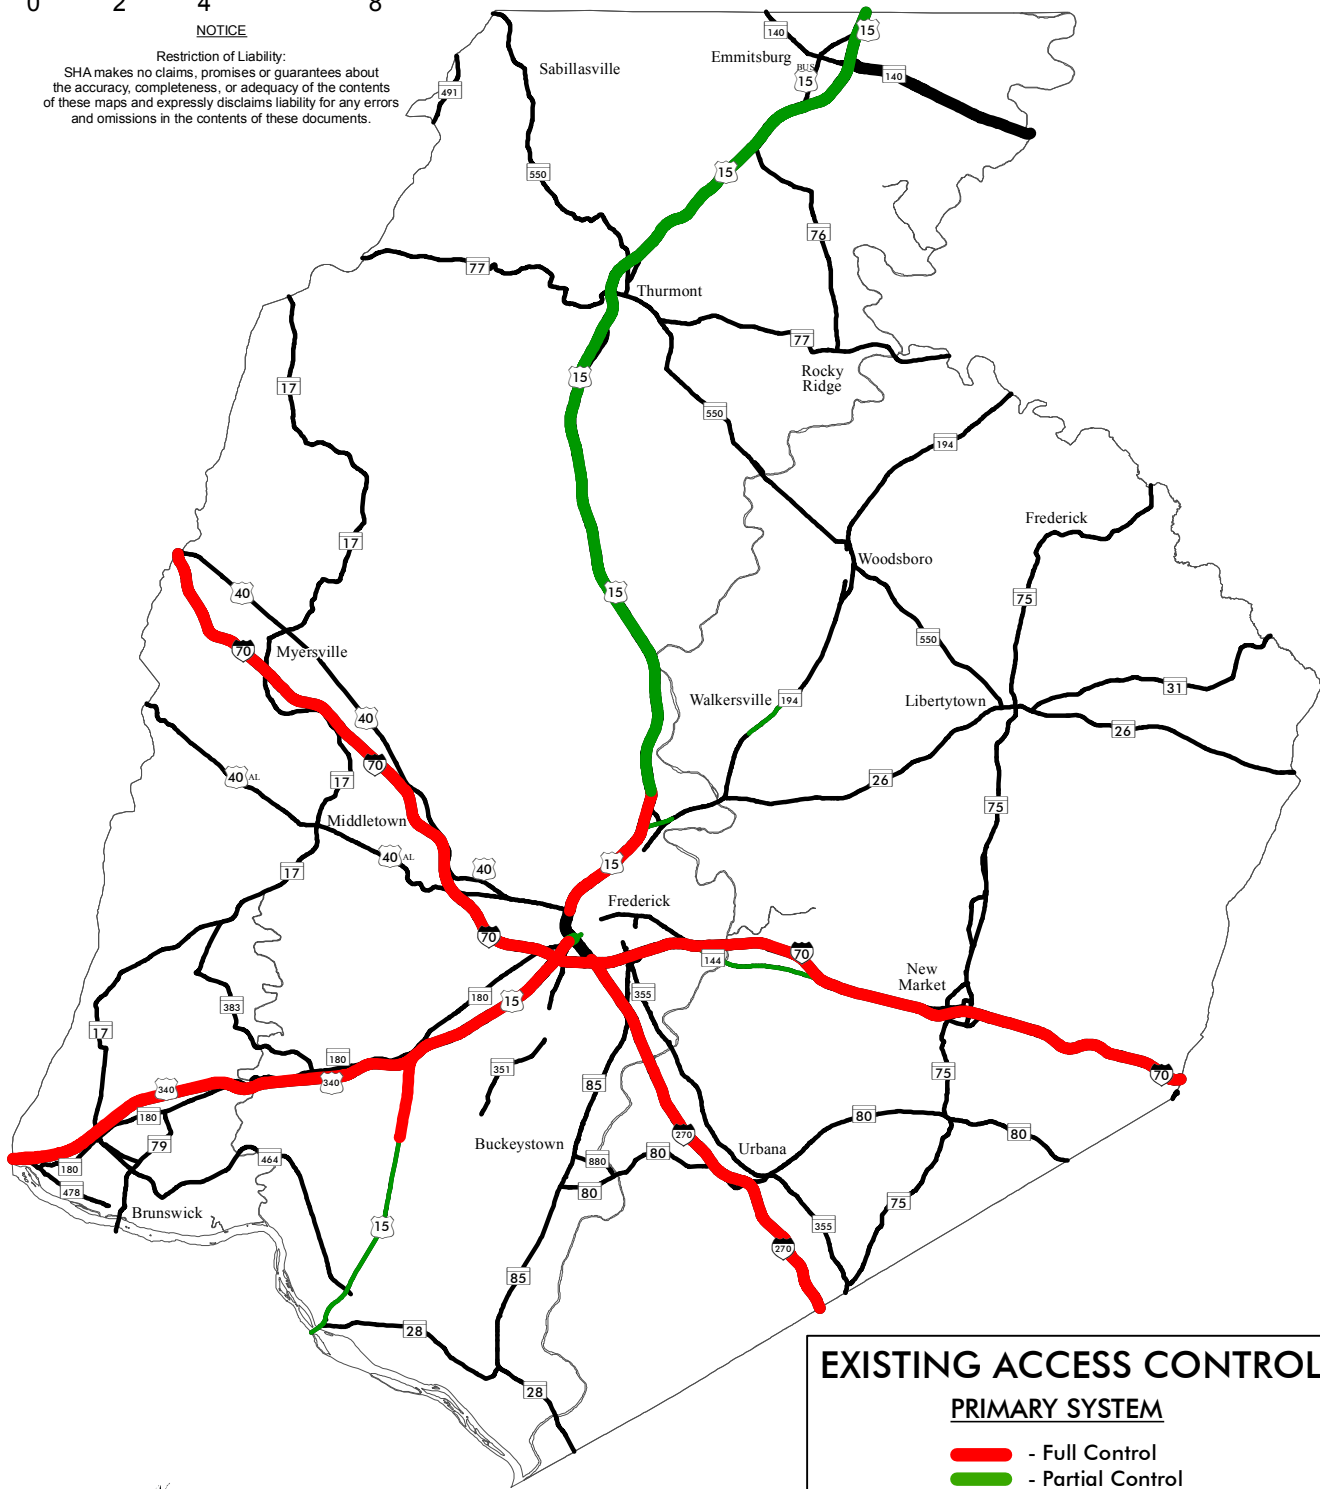 0 2 4 8
NOTICE
Restriction of Liability:
SHA makes no claims, promises or guarantees about
the accuracy, completeness, or adequacy of the contents
of these maps and expressly disclaims liability for any errors
and omissions in the contents of these documents.
140
15
Emmitsburg
BUS
15
140
Sabillasville
491
550
15
76
77
Thurmont
77
Rocky
Ridge
17
15
550
194
17
Frederick
Woodsboro
40
15
75
70
Myersville
550
Walkersville
194
Libertytown
31
40
26
70
40 AL
17
26
75
Middletown
40 AL
17
40
15
Frederick
70
70
144
New
Market
180
15
355
383
17
180
351
75
70
340
340
85
180
79
Buckeystown
270
Urbana
80
80
180
464
880
80
478
80
Brunswick
75
15
355
270
85
28
28
EXISTING ACCESS CONTROL
PRIMARY SYSTEM
- Full Control
- Partial Control